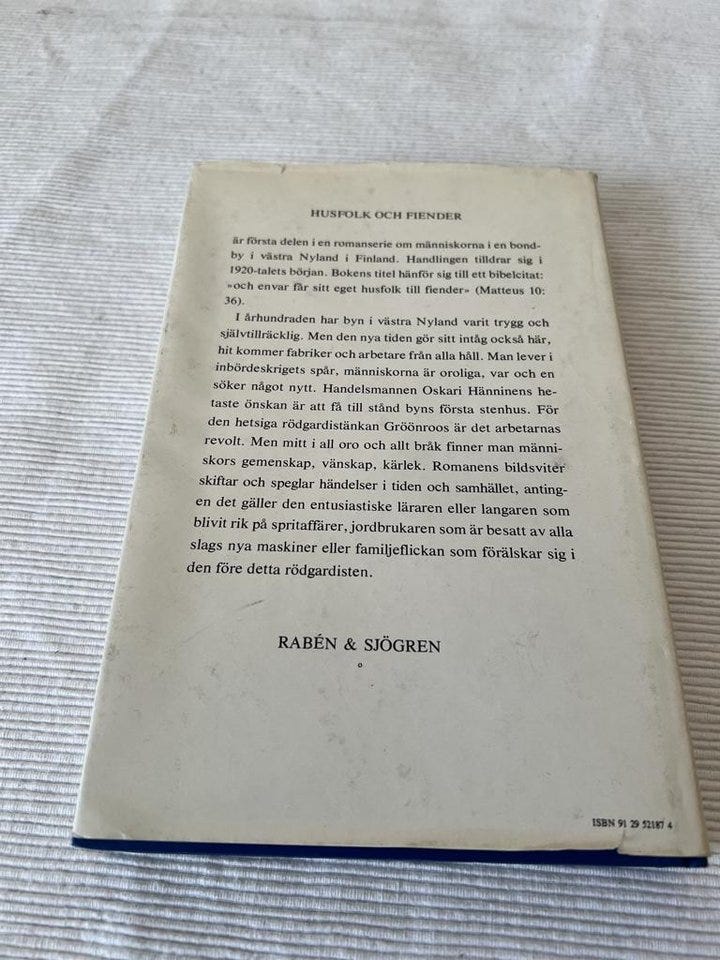 HUSFOLK OCH FIENDER
är första delen i en romanserie om människorna i en bond-
by i västra Nyland i Finland. Handlingen tilldrar sig i
1920-talets början. Bokens titel hänför sig till ett bibelcitat:
»och envar får sitt eget husfolk till fiender» (Matteus 10:
36).
I århundraden har byn i västra Nyland varit trygg och
självtillräcklig. Men den nya tiden gör sitt intåg också här,
hit kommer fabriker och arbetare från alla håll. Man lever i
inbördeskrigets spår, människorna är oroliga, var och en
söker något nytt. Handelsmannen Oskari Hänninens he-
taste önskan är att få till stånd byns första stenhus. För
den hetsiga rödgardistänkan Gröönroos är det arbetarnas
revolt. Men mitt i all oro och allt bråk finner man männi-
skors gemenskap, vänskap, kärlek. Romanens bildsviter
skiftar och speglar händelser i tiden och samhället, anting-
en det gäller den entusiastiske läraren eller langaren som
blivit rik på spritaffärer, jordbrukaren som är besatt av alla
slags nya maskiner eller familjeflickan som förälskar sig i
den före detta rödgardisten.
RABÉN & SJÖGREN
ISBN 91 29 52187 4